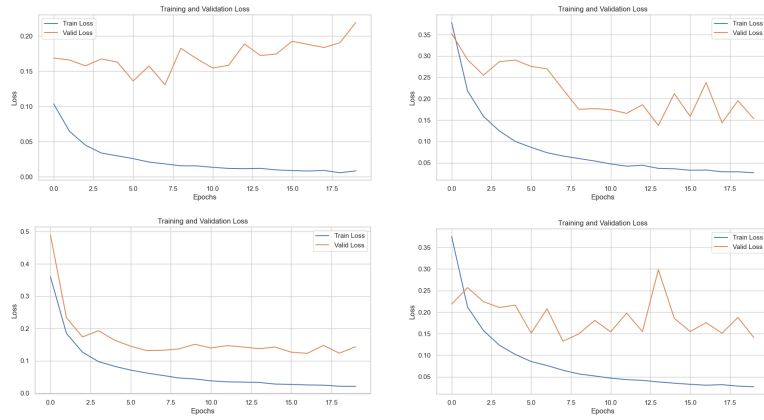 Training and Validation Loss
Train Loss
Valid Loss
0.20
0.15
0.10
0.05
0.00
Loss
0.0 2.5 5.0 7.5 10.0 12.5 15.0 17.5
Epochs
Training and Validation Loss
Train Loss
Valid Loss
0.35
0.30
0.25
0.20
0.15
0.10
0.05
Loss
0.0 2.5 5.0 7.5 10.0 12.5 15.0 17.5
Epochs
Training and Validation Loss
Train Loss
Valid Loss
0.5
0.4
0.3
0.2
0.1
0.0
Loss
0.0 2.5 5.0 7.5 10.0 12.5 15.0 17.5
Epochs
Training and Validation Loss
Train Loss
Valid Loss
0.35
0.30
0.25
0.20
0.15
0.10
0.05
Loss
0.0 2.5 5.0 7.5 10.0 12.5 15.0 17.5
Epochs